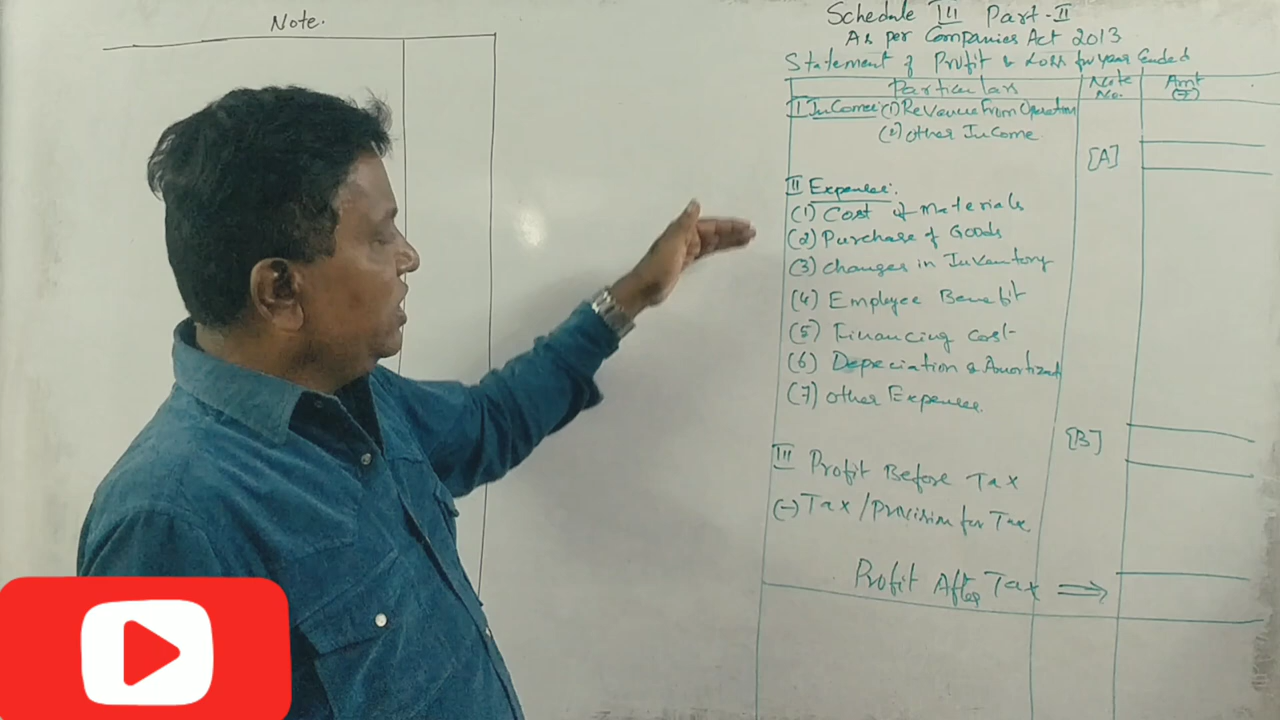 Note.
Schedule III Part-II
As per Companies Act 2013
Statement of Profit & Loss for year Ended
Particulars Note No. Amt (₹)
I Income: (1) Revenue From Operation
(2) Other Income
[A]
II Expenses:
(1) Cost of Materials
(2) Purchase of Goods
(3) Changes in Inventory
(4) Employee Benefit
(5) Financing Cost
(6) Depeciation & Amortized
(7) Other Expenses.
[B]
III Profit Before Tax
(-) Tax / Provision for Tax
Profit After Tax ⇒